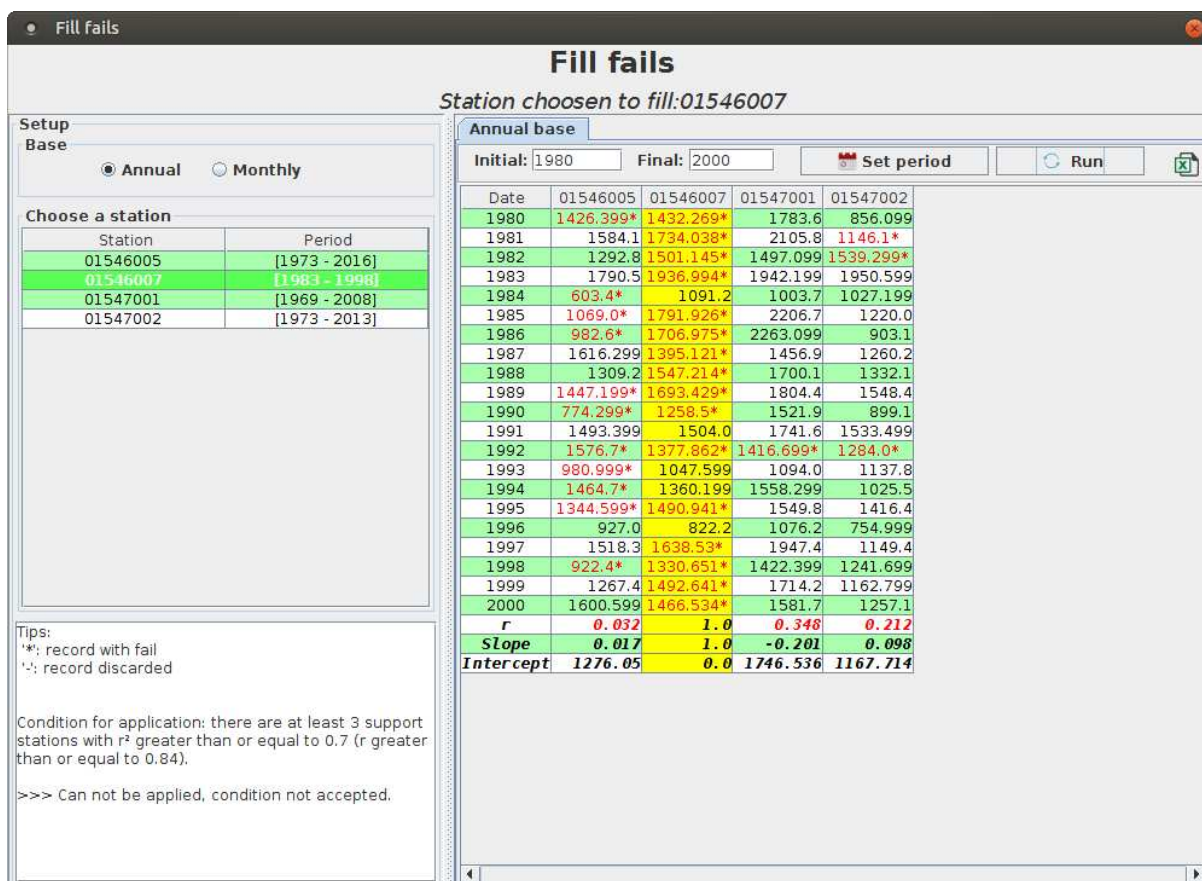 Fill fails
Fill fails
Station choosen to fill:01546007
Setup
Base
Annual Monthly
Choose a station
Station Period
01546005 [1973 - 2016]
01546007 [1983 - 1998]
01547001 [1969 - 2008]
01547002 [1973 - 2013]
Tips:
'*': record with fail
'-': record discarded
Condition for application: there are at least 3 support
stations with r² greater than or equal to 0.7 (r greater
than or equal to 0.84).
>>> Can not be applied, condition not accepted.
Annual base
Initial: 1980 Final: 2000 Set period Run
Date 01546005 01546007 01547001 01547002
1980 1426.399* 1432.269* 1783.6 856.099
1981 1584.1 1734.038* 2105.8 1146.1*
1982 1292.8 1501.145* 1497.099 1539.299*
1983 1790.5 1936.994* 1942.199 1950.599
1984 603.4* 1091.2 1003.7 1027.199
1985 1069.0* 1791.926* 2206.7 1220.0
1986 982.6* 1706.975* 2263.099 903.1
1987 1616.299 1395.121* 1456.9 1260.2
1988 1309.2 1547.214* 1700.1 1332.1
1989 1447.199* 1693.429* 1804.4 1548.4
1990 774.299* 1258.5* 1521.9 899.1
1991 1493.399 1504.0 1741.6 1533.499
1992 1576.7* 1377.862* 1416.699* 1284.0*
1993 980.999* 1047.599 1094.0 1137.8
1994 1464.7* 1360.199 1558.299 1025.5
1995 1344.599* 1490.941* 1549.8 1416.4
1996 927.0 822.2 1076.2 754.999
1997 1518.3 1638.53* 1947.4 1149.4
1998 922.4* 1330.651* 1422.399 1241.699
1999 1267.4 1492.641* 1714.2 1162.799
2000 1600.599 1466.534* 1581.7 1257.1
r 0.032 1.0 0.348 0.212
Slope 0.017 1.0 -0.201 0.098
Intercept 1276.05 0.0 1746.536 1167.714